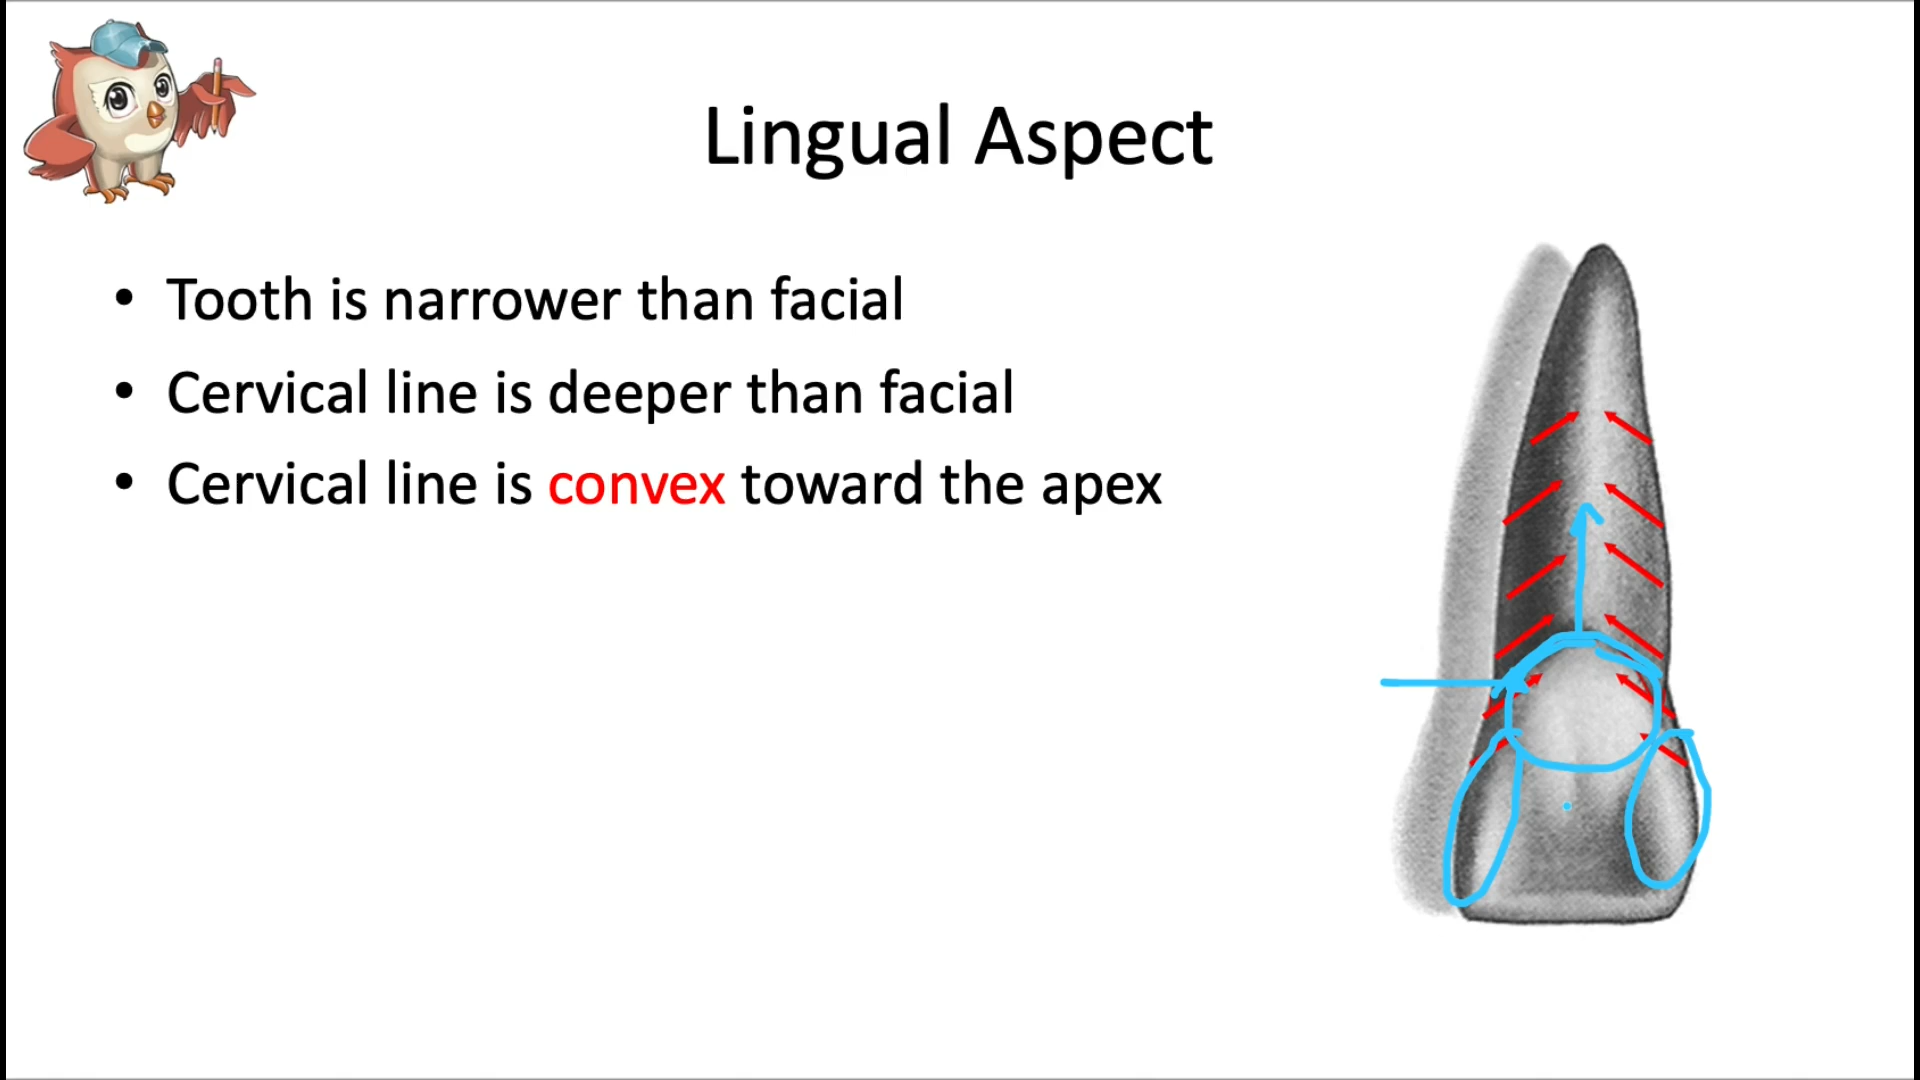 Lingual Aspect
• Tooth is narrower than facial
• Cervical line is deeper than facial
• Cervical line is convex toward the apex